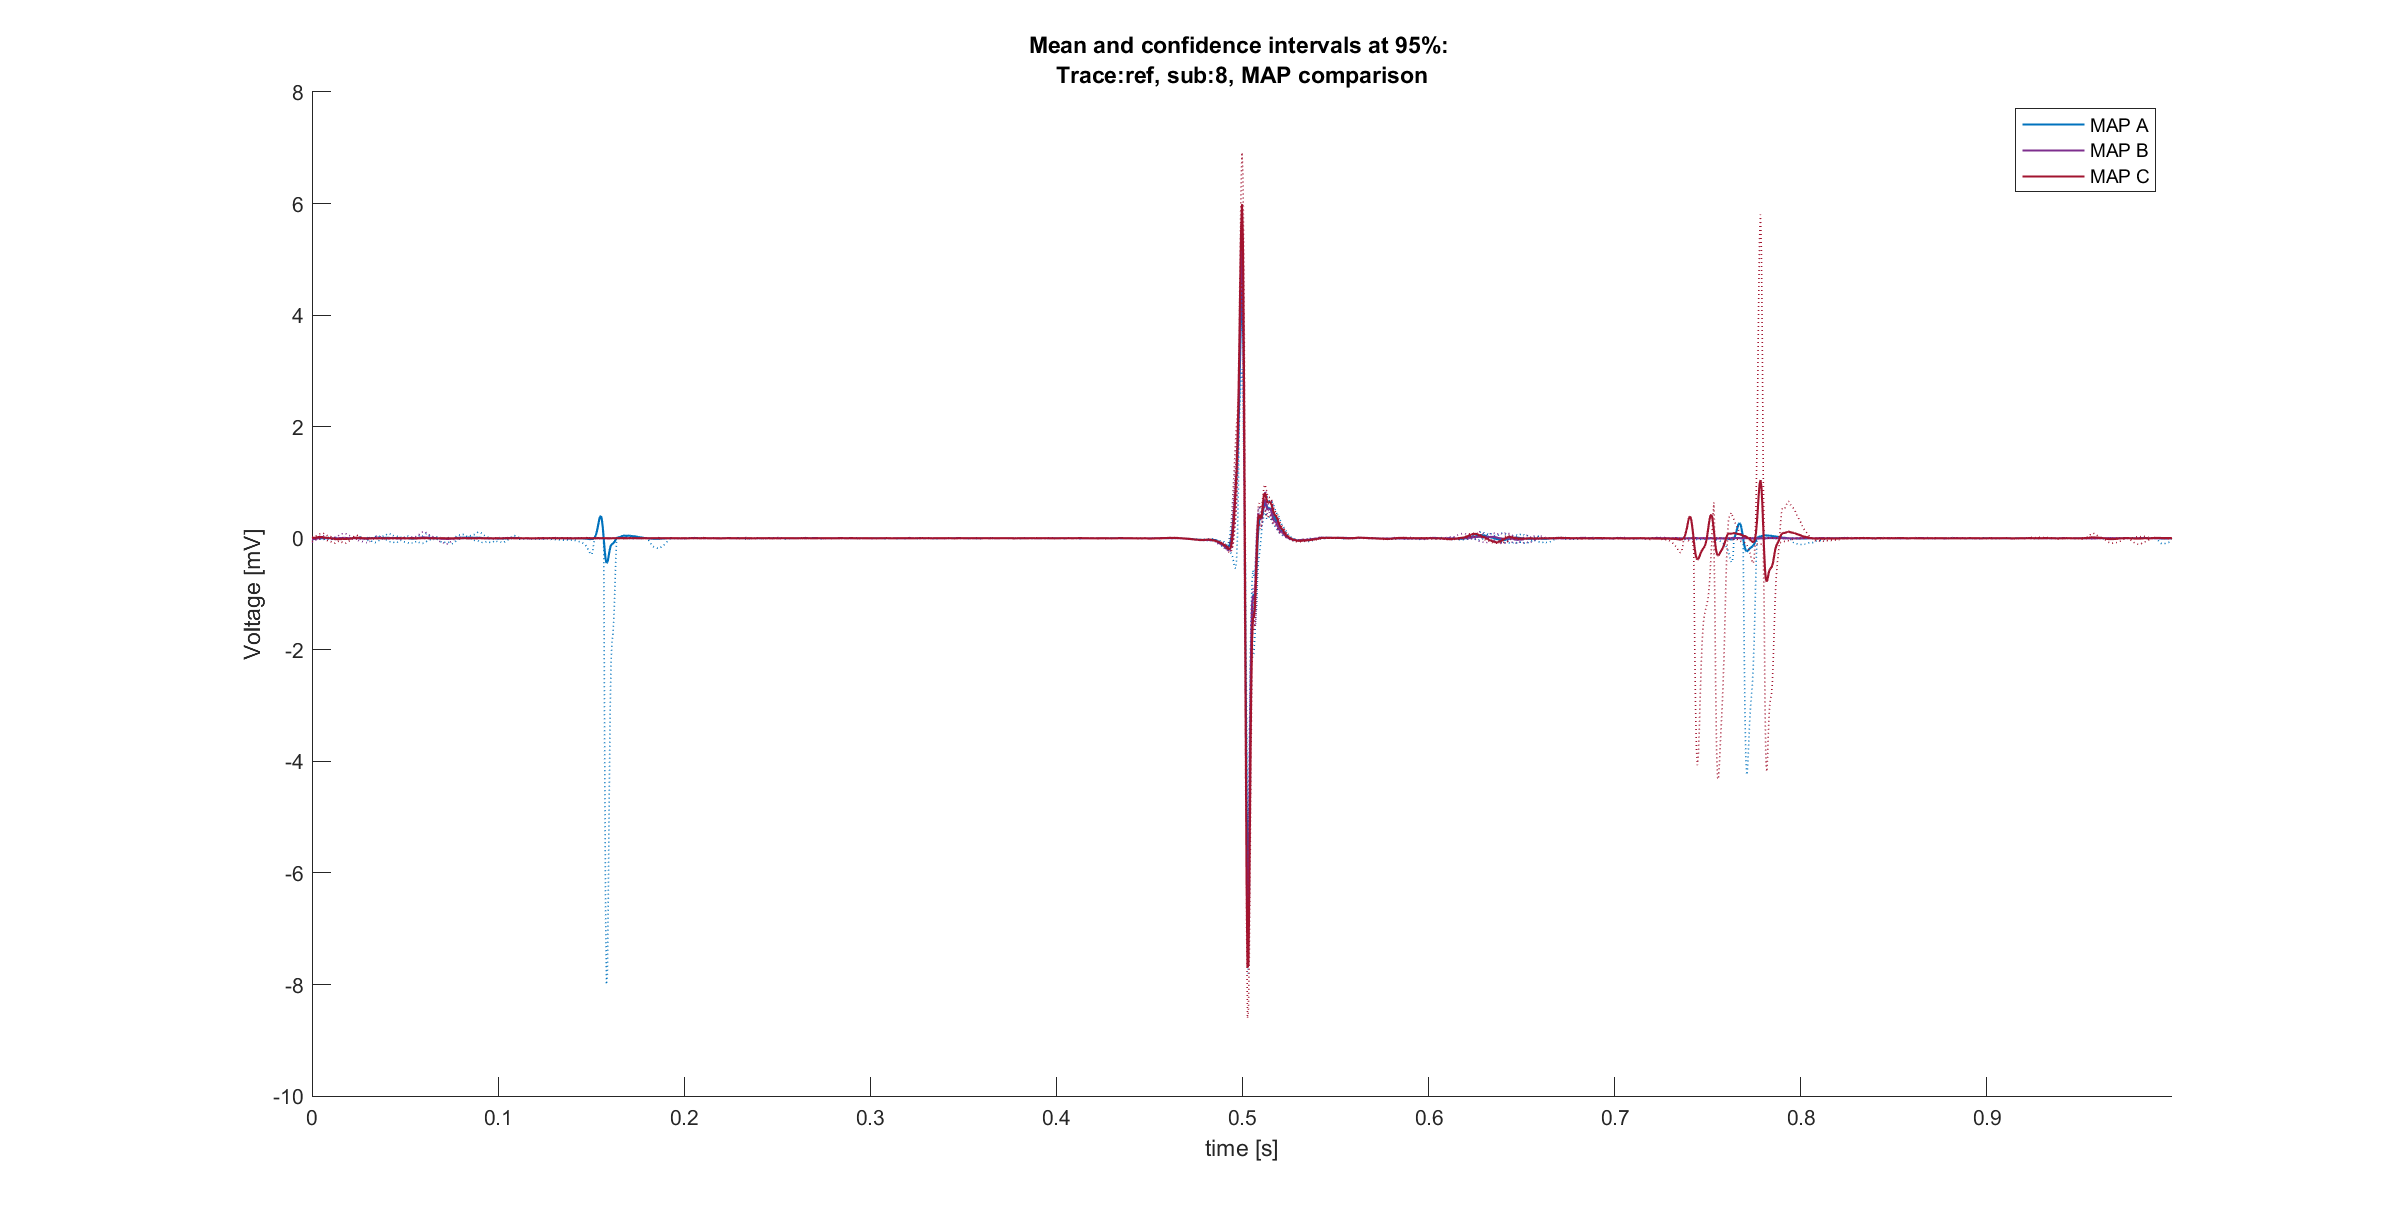 Mean and confidence intervals at 95%:
Trace:ref, sub:8, MAP comparison
MAP A
MAP B
MAP C
Voltage [mV]
8
6
4
2
0
-2
-4
-6
-8
-10
0
0.1
0.2
0.3
0.4
0.5
0.6
0.7
0.8
0.9
time [s]